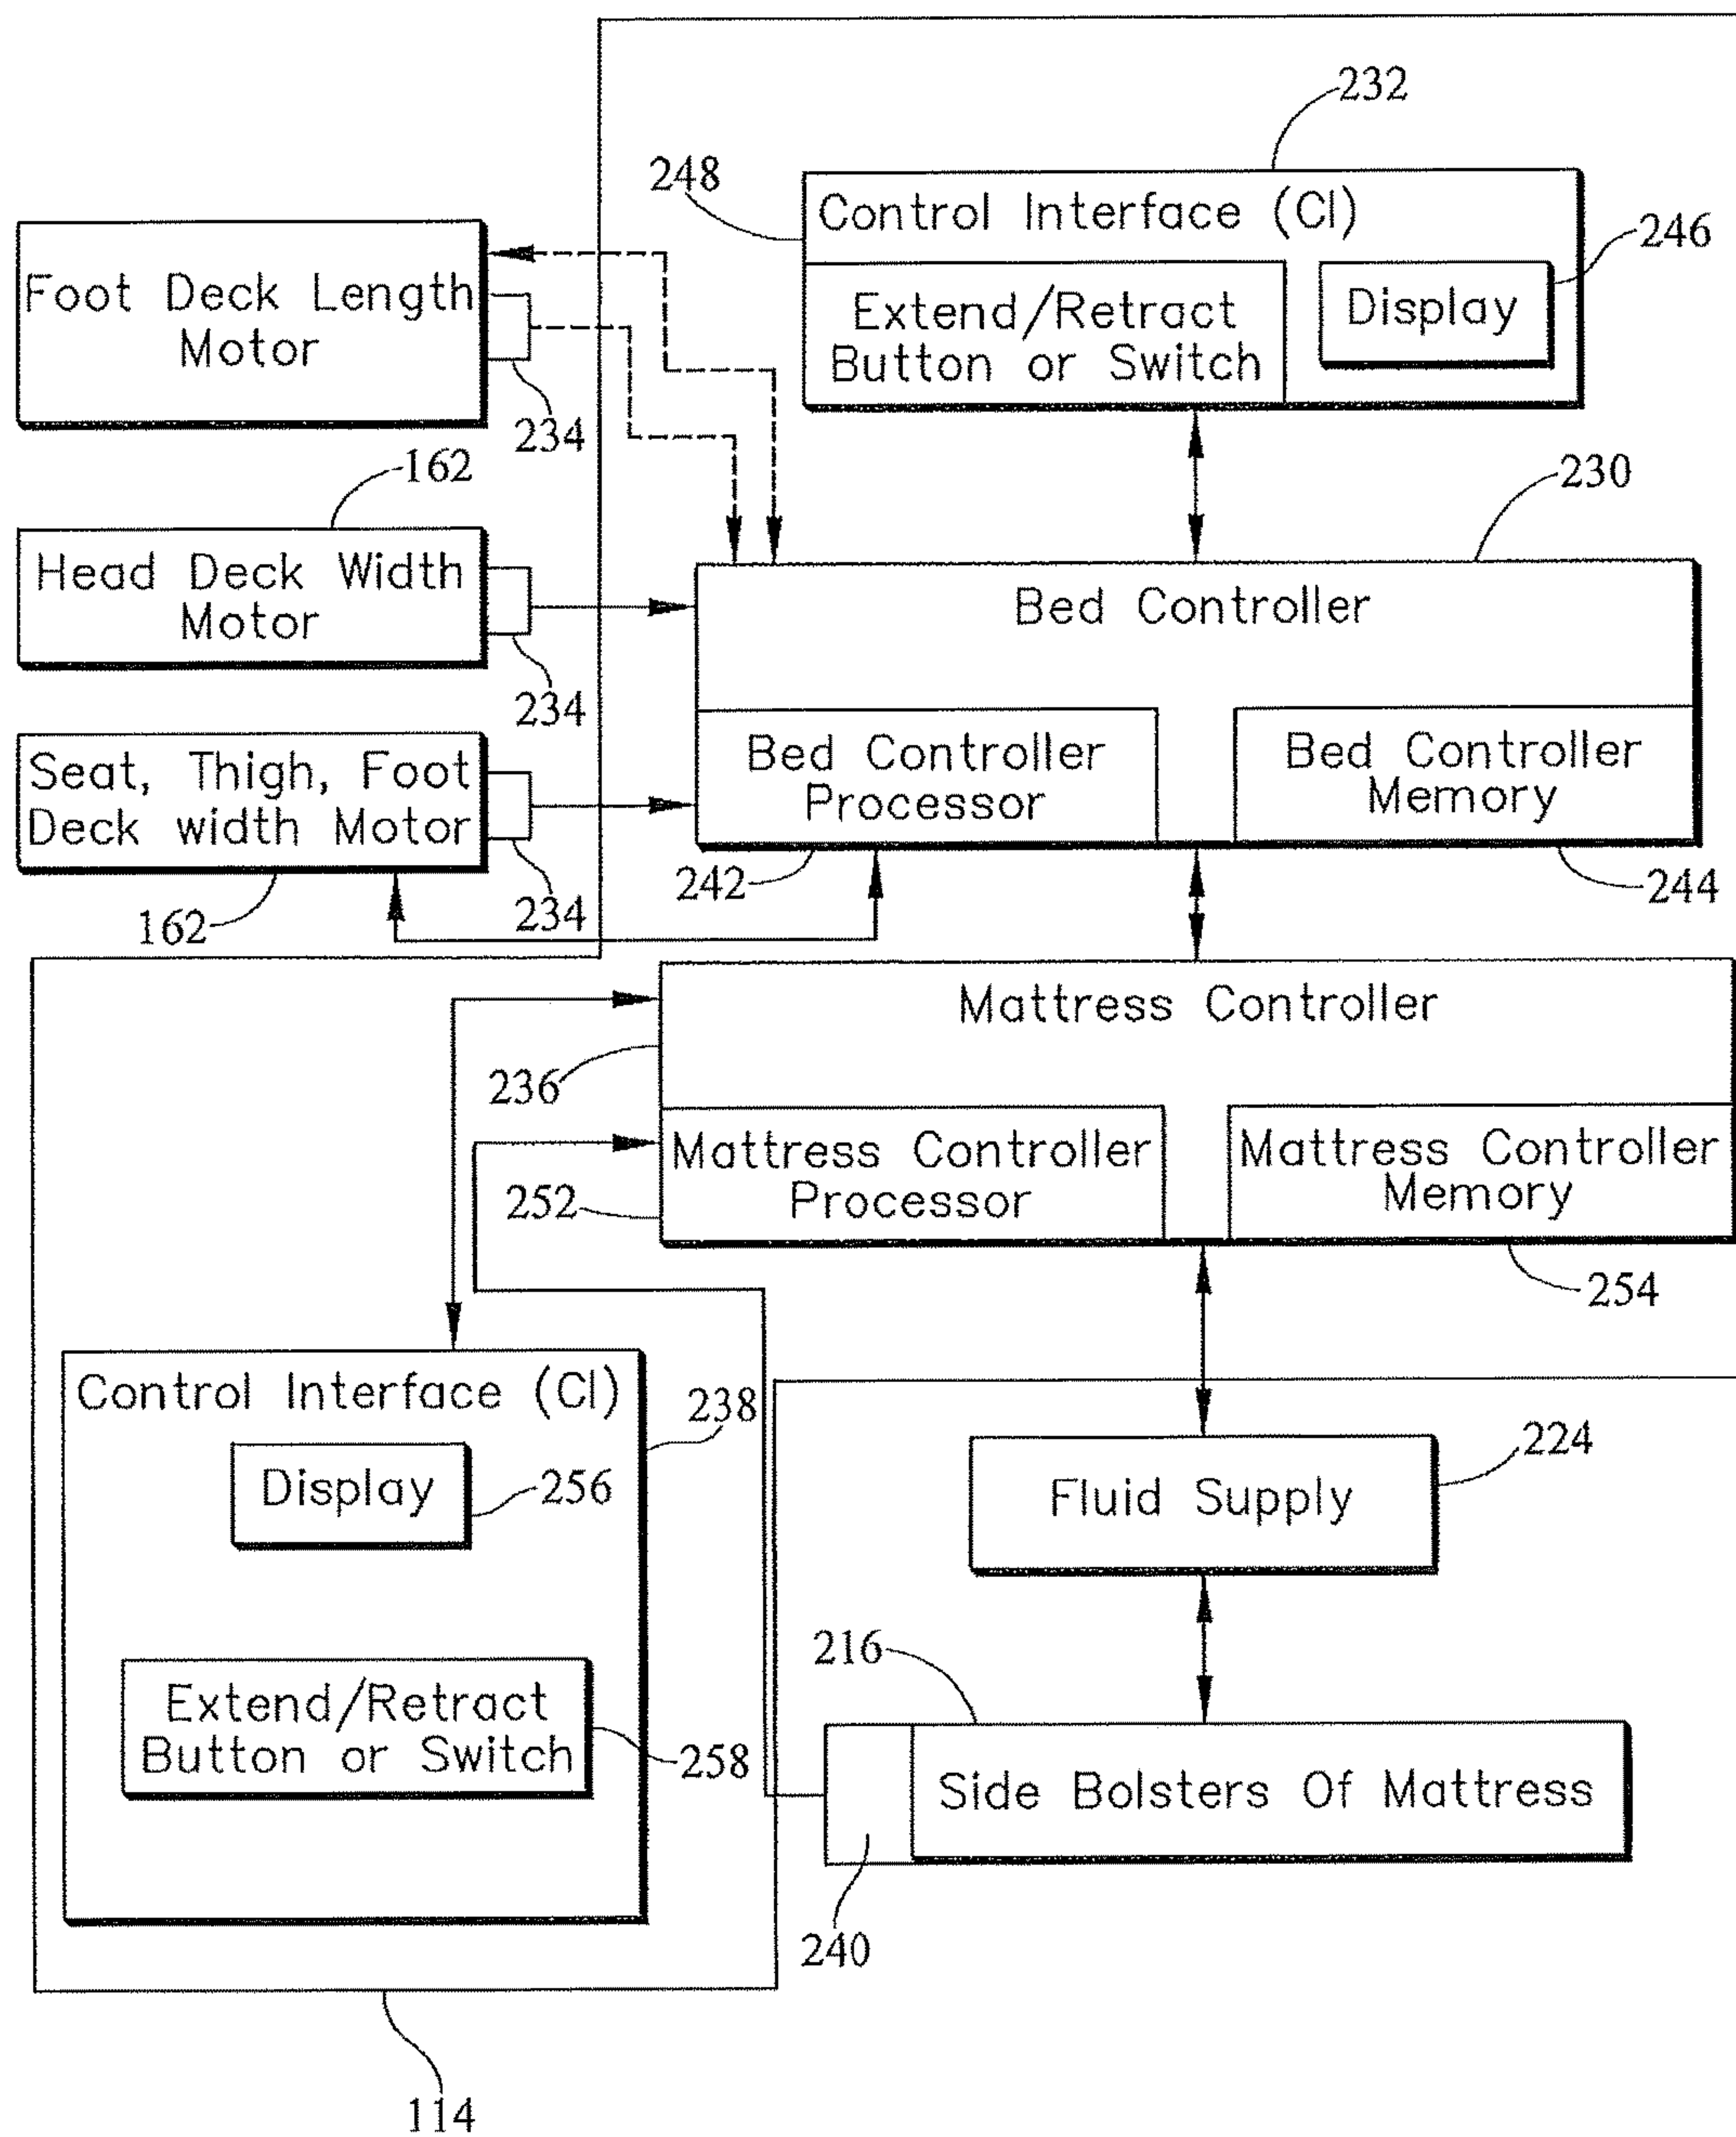 232
248
Control Interface (CI)
246
Display
Extend/Retract
Button or Switch
Foot Deck Length
Motor
234
162
230
Head Deck Width
Motor
234
Bed Controller
Seat, Thigh, Foot
Deck width Motor
Bed Controller
Processor
Bed Controller
Memory
162
234
242
244
Mattress Controller
236
Mattress Controller
Processor
Mattress Controller
Memory
252
254
Control Interface (CI)
238
Display
256
224
Fluid Supply
216
Extend/Retract
Button or Switch
258
Side Bolsters Of Mattress
240
114